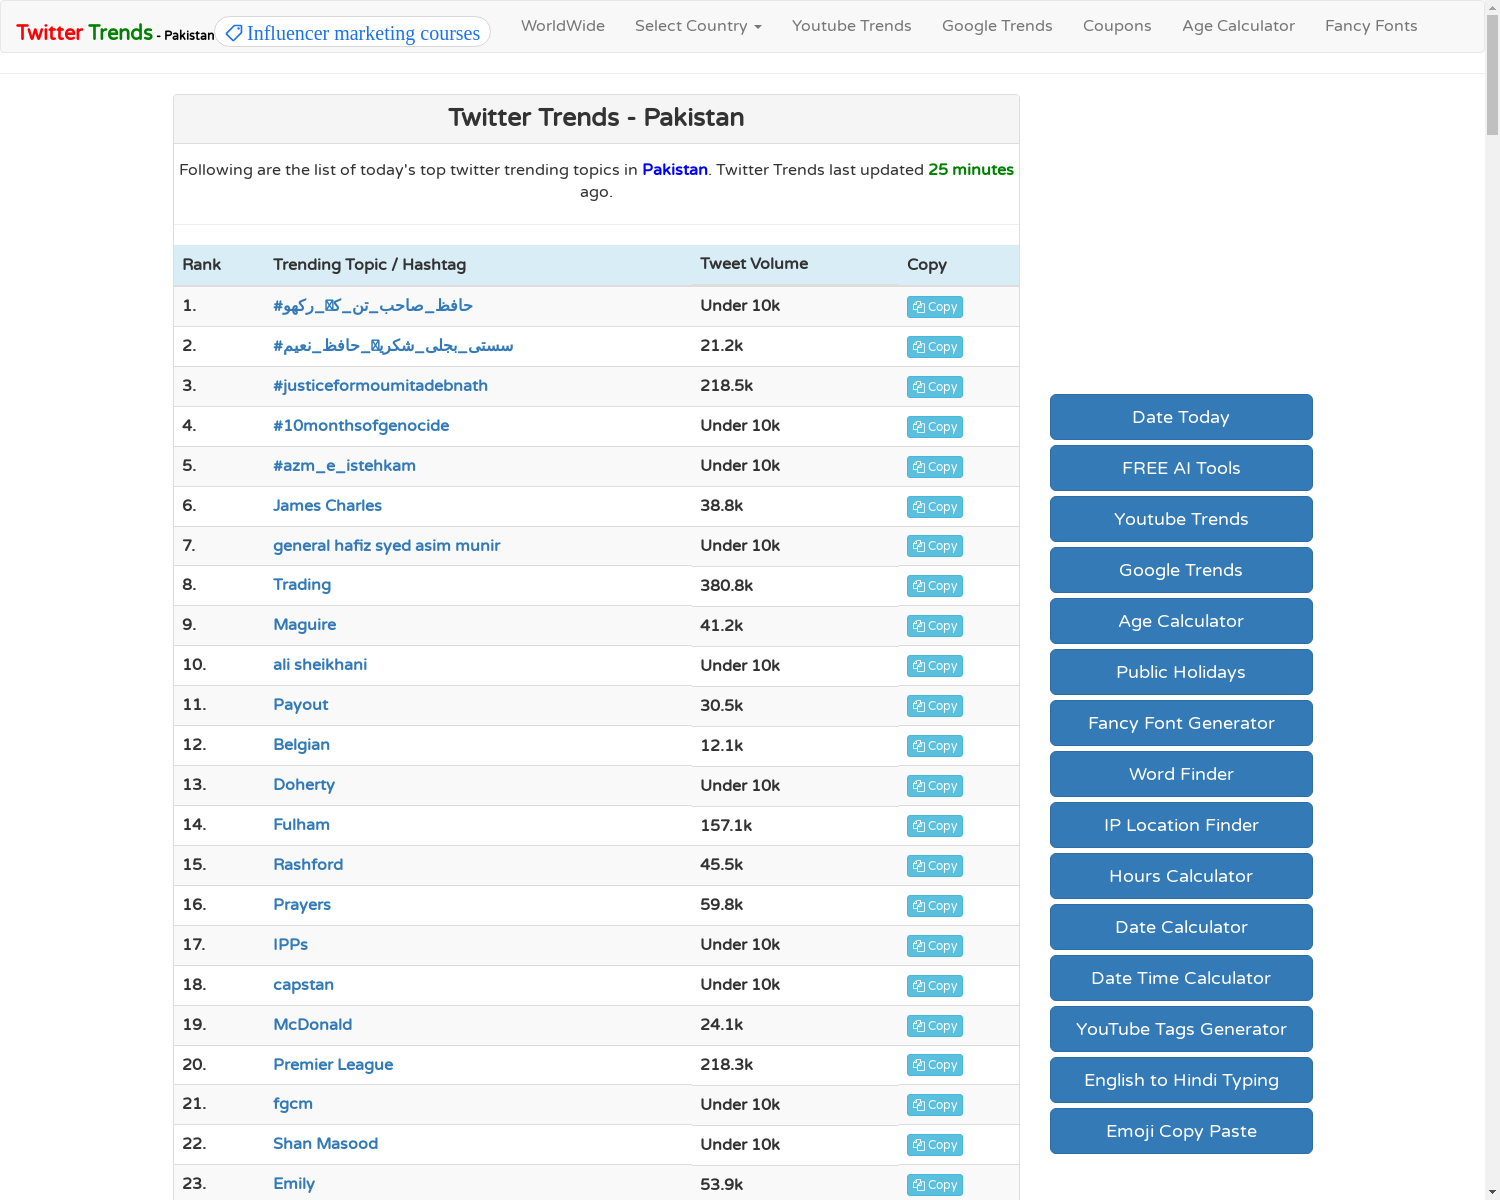 Twitter Trends - Pakistan
Influencer marketing courses
WorldWide
Select Country
Youtube Trends
Google Trends
Coupons
Age Calculator
Fancy Fonts
Twitter Trends - Pakistan
Following are the list of today's top twitter trending topics in Pakistan. Twitter Trends last updated 25 minutes
ago.
Rank Trending Topic / Hashtag Tweet Volume Copy
1. #حافظ_صاحب_تن_ک_رکھو Under 10k Copy
2. #سستی_بجلی_شکری_حافظ_نعیم 21.2k Copy
3. #justiceformoumitadebnath 218.5k Copy
4. #10monthsofgenocide Under 10k Copy
5. #azm_e_istehkam Under 10k Copy
6. James Charles 38.8k Copy
7. general hafiz syed asim munir Under 10k Copy
8. Trading 380.8k Copy
9. Maguire 41.2k Copy
10. ali sheikhani Under 10k Copy
11. Payout 30.5k Copy
12. Belgian 12.1k Copy
13. Doherty Under 10k Copy
14. Fulham 157.1k Copy
15. Rashford 45.5k Copy
16. Prayers 59.8k Copy
17. IPPs Under 10k Copy
18. capstan Under 10k Copy
19. McDonald 24.1k Copy
20. Premier League 218.3k Copy
21. fgcm Under 10k Copy
22. Shan Masood Under 10k Copy
23. Emily 53.9k Copy
Date Today
FREE AI Tools
Youtube Trends
Google Trends
Age Calculator
Public Holidays
Fancy Font Generator
Word Finder
IP Location Finder
Hours Calculator
Date Calculator
Date Time Calculator
YouTube Tags Generator
English to Hindi Typing
Emoji Copy Paste